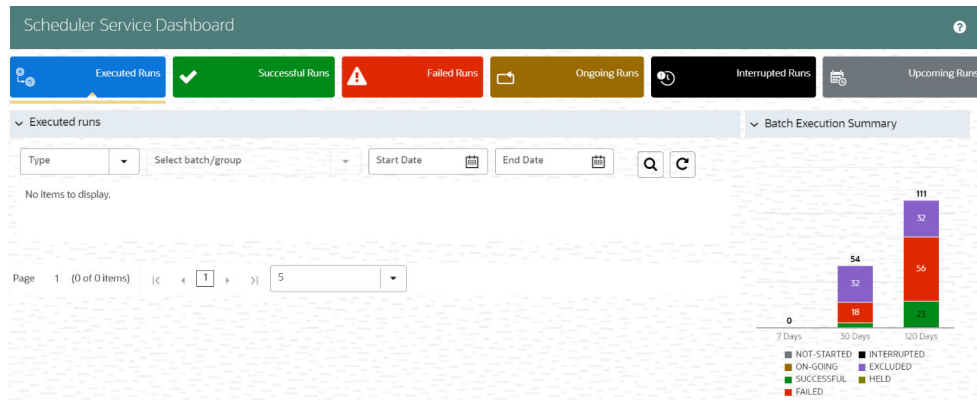 Scheduler Service Dashboard
?
Executed Runs Successful Runs Failed Runs Ongoing Runs Interrupted Runs Upcoming Runs
Executed runs
Type Select batch/group Start Date End Date
No items to display.
Page 1 (0 of 0 items) 1 5
Batch Execution Summary
111
32
54
56
32
18
23
0
7 Days 30 Days 120 Days
NOT-STARTED INTERRUPTED
ON-GOING EXCLUDED
SUCCESSFUL HELD
FAILED